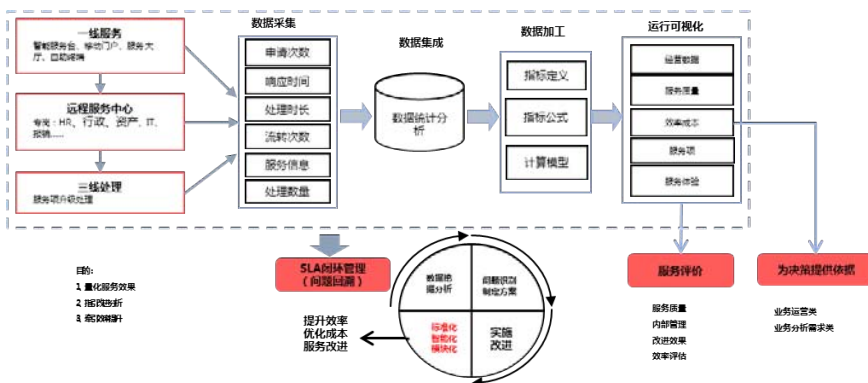 一线服务
智能服务台、移动门户、服务大
厅、自助终端
远程服务中心
专岗：HR、行政、资产、IT、
报销……
三线处理
服务项升级处理
数据采集
申请次数
响应时间
处理时长
流转次数
服务信息
处理数量
数据集成
数据统计分
析
数据加工
指标定义
指标公式
计算模型
运行可视化
经营数据
服务质量
效率成本
服务项
服务体验
目的：
1, 量化服务效果
2,
3,
SLA闭环管理
（问题回溯）
提升效率
优化成本
服务改进
数据挖
掘分析
问题识别
制定方案
标准化
智能化
模块化
实施
改进
服务评价
服务质量
内部管理
改进效果
效率评估
为决策提供依据
业务运营类
业务分析需求类